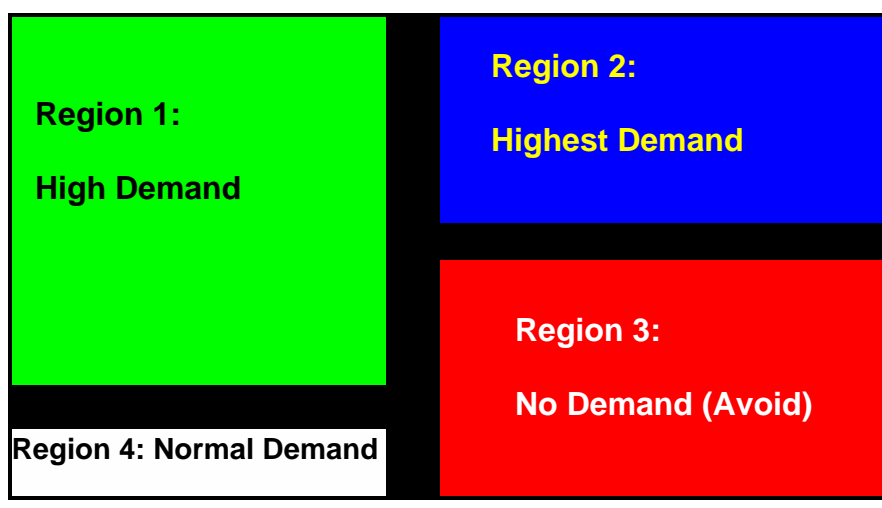 Region 1:
High Demand
Region 2:
Highest Demand
Region 3:
No Demand (Avoid)
Region 4: Normal Demand